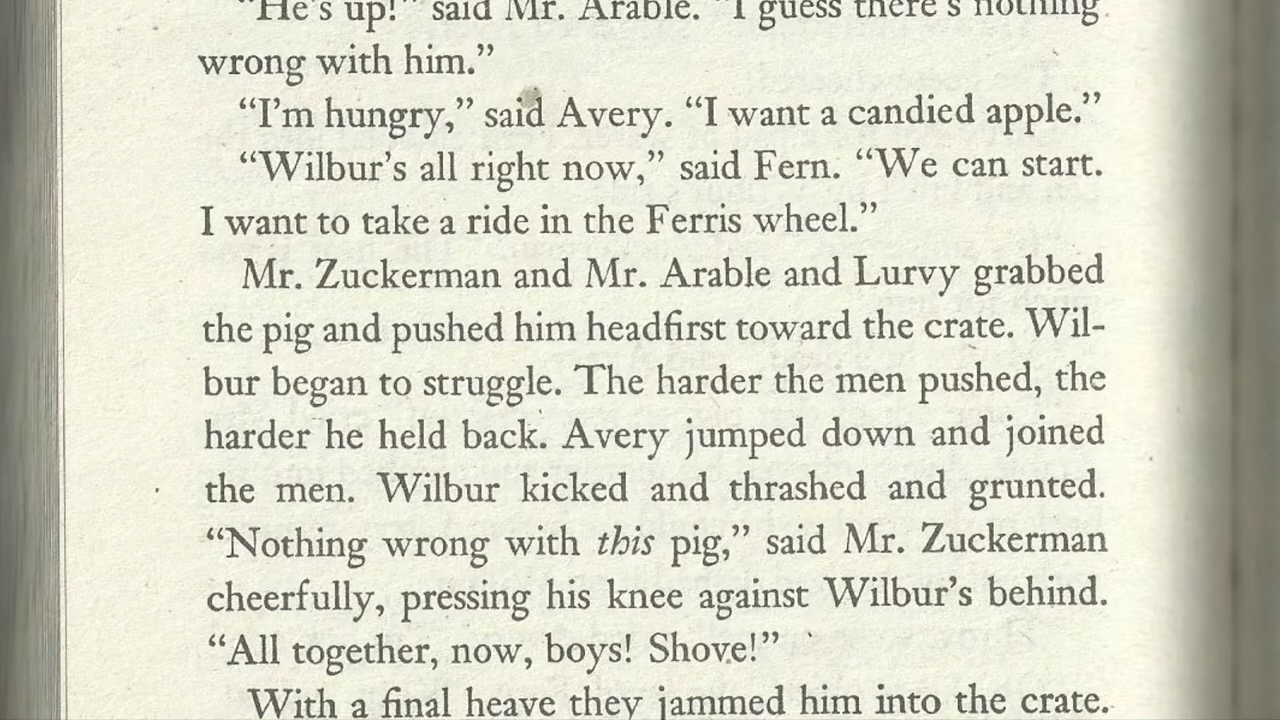 "He's up!" said Mr. Arable. "I guess there's nothing
wrong with him."
"I'm hungry," said Avery. "I want a candied apple."
"Wilbur's all right now," said Fern. "We can start.
I want to take a ride in the Ferris wheel."
Mr. Zuckerman and Mr. Arable and Lurvy grabbed
the pig and pushed him headfirst toward the crate. Wil-
bur began to struggle. The harder the men pushed, the
harder he held back. Avery jumped down and joined
the men. Wilbur kicked and thrashed and grunted.
"Nothing wrong with this pig," said Mr. Zuckerman
cheerfully, pressing his knee against Wilbur's behind.
"All together, now, boys! Shove!"
With a final heave they jammed him into the crate.